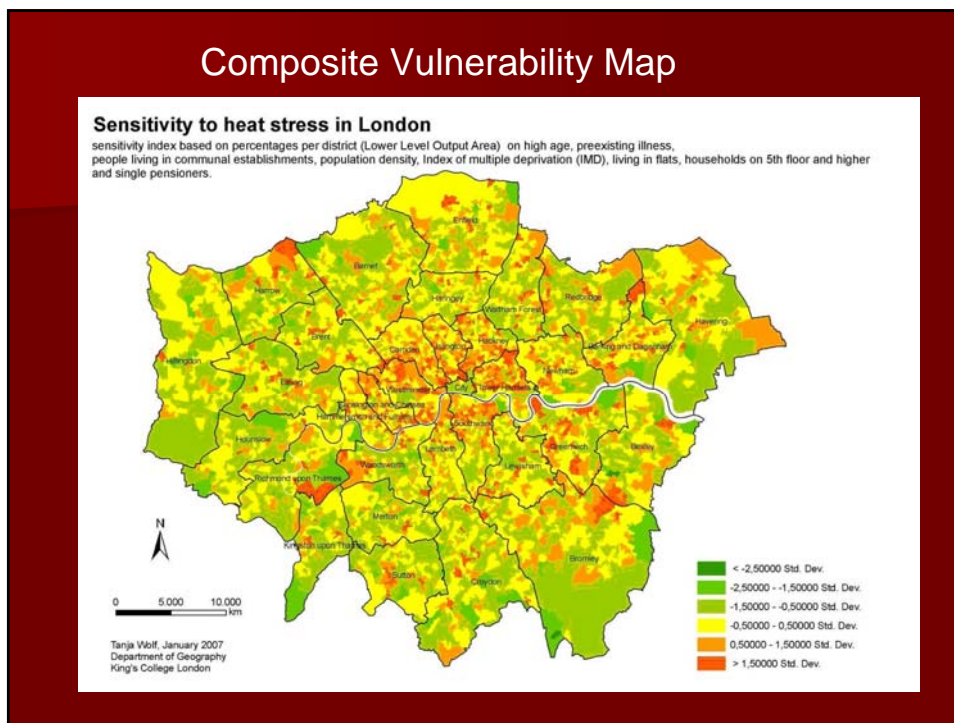 Composite Vulnerability Map
Sensitivity to heat stress in London
sensitivity index based on percentages per district (Lower Level Output Area) on high age, preexisting illness,
people living in communal establishments, population density, Index of multiple deprivation (IMD), living in flats, households on 5th floor and higher
and single pensioners.
Enfield
Barnet
Harrow
Haringey
Waltham Forest
Redbridge
Havering
Brent
Camden
Islington
Hackney
Barking and Dagenham
Hillingdon
Ealing
Westminster
City
Tower Hamlets
Newham
Kensington and Chelsea
Hammersmith and Fulham
Southwark
Hounslow
Lambeth
Greenwich
Bexley
Richmond upon Thames
Lewisham
Merton
Kingston upon Thames
Sutton
Croydon
Bromley
N
0 5.000 10.000
km
Tanja Wolf, January 2007
Department of Geography
King's College London
< -2,50000 Std. Dev.
-2,50000 - -1,50000 Std. Dev.
-1,50000 - -0,50000 Std. Dev.
-0,50000 - 0,50000 Std. Dev.
0,50000 - 1,50000 Std. Dev.
> 1,50000 Std. Dev.